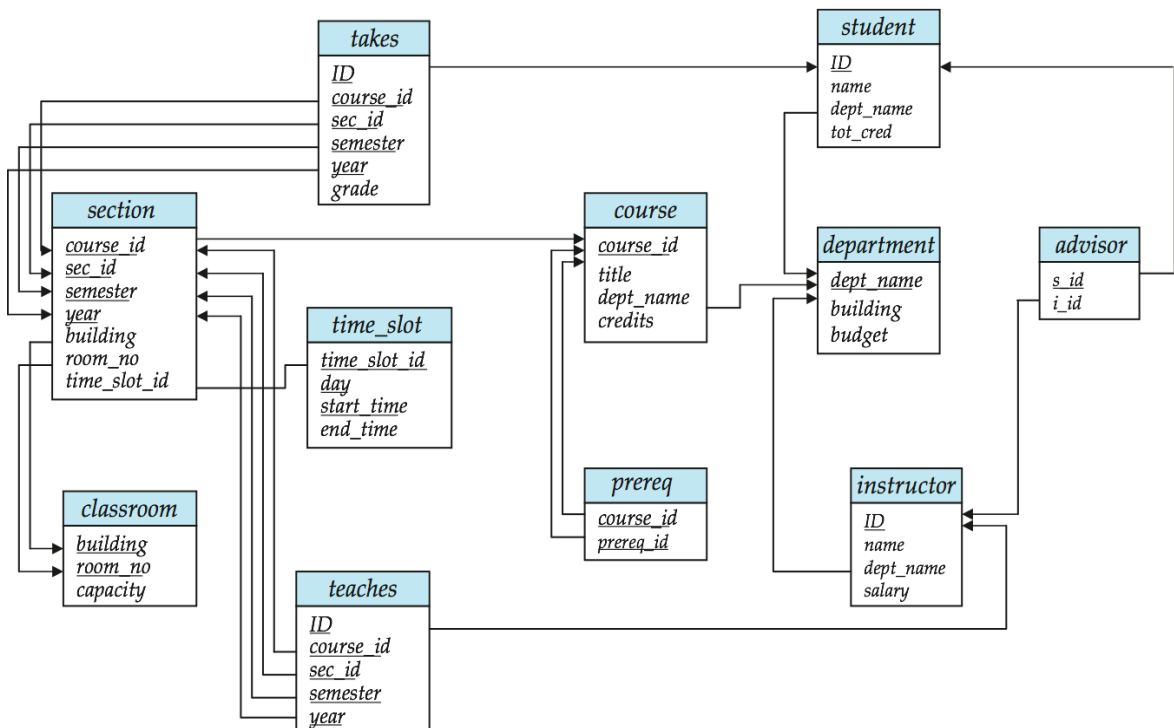 takes
ID
course_id
sec_id
semester
year
grade
student
ID
name
dept_name
tot_cred
section
course_id
sec_id
semester
year
building
room_no
time_slot_id
course
course_id
title
dept_name
credits
department
dept_name
building
budget
advisor
s_id
i_id
time_slot
time_slot_id
day
start_time
end_time
classroom
building
room_no
capacity
prereq
course_id
prereq_id
instructor
ID
name
dept_name
salary
teaches
ID
course_id
sec_id
semester
year